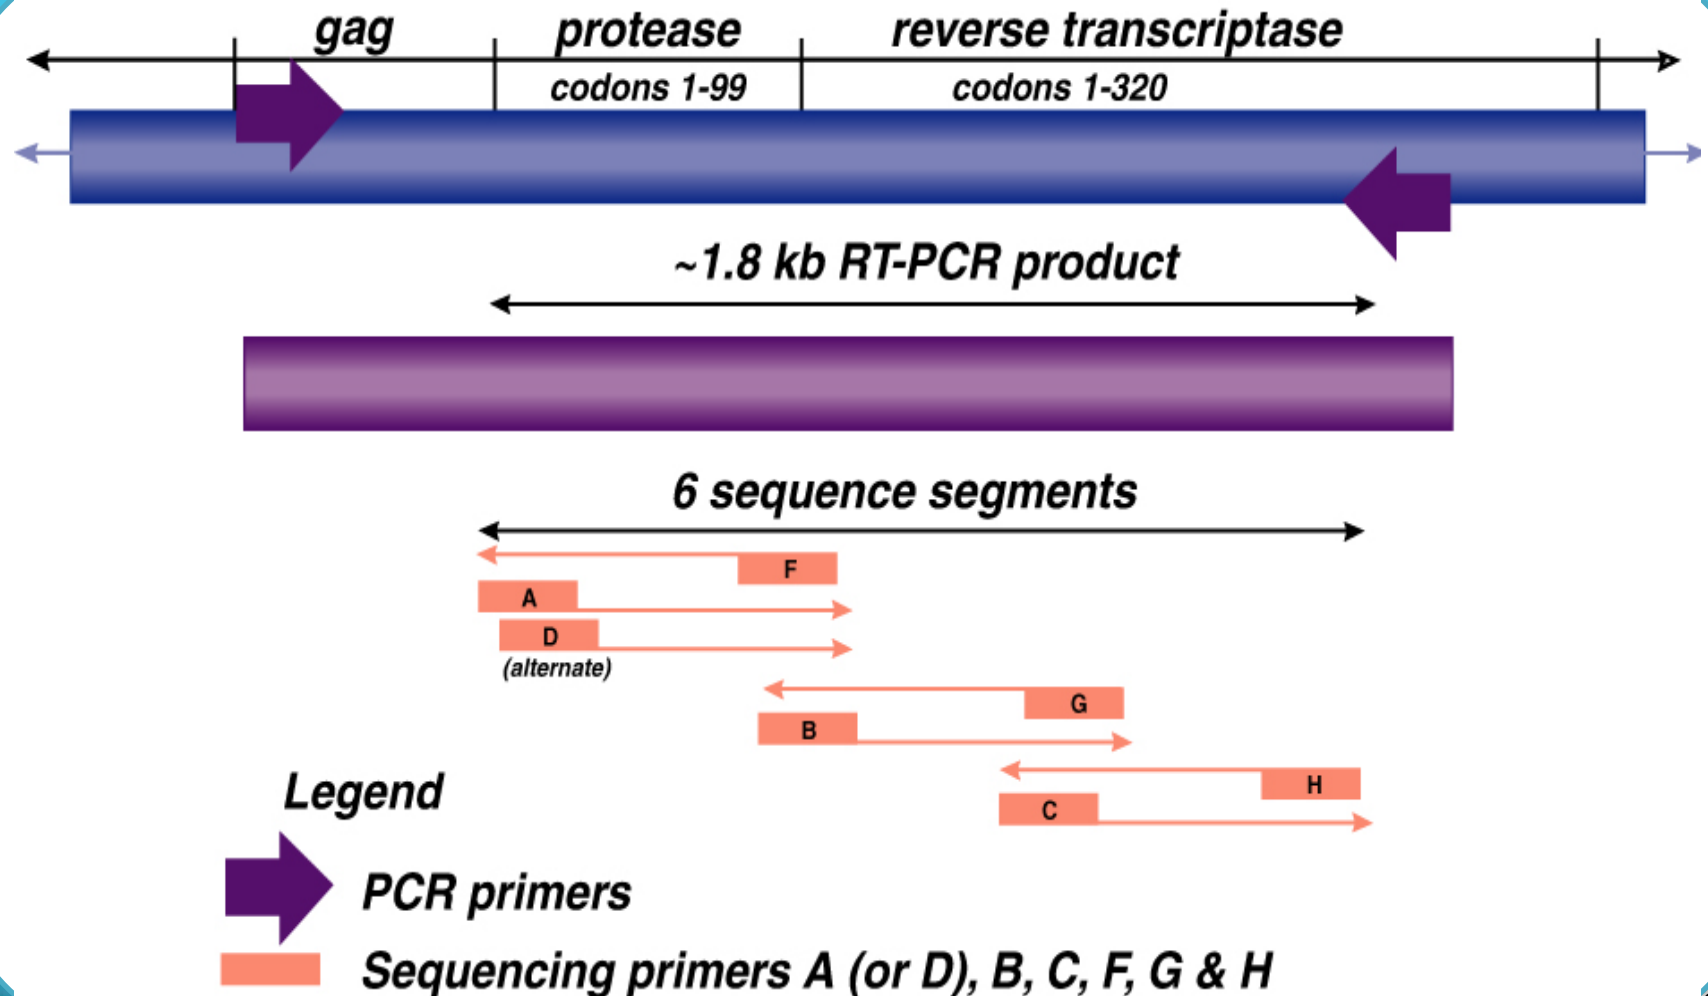 gag protease reverse transcriptase
codons 1-99 codons 1-320
~1.8 kb RT-PCR product
6 sequence segments
F
A
D
(alternate)
G
B
H
C
Legend
PCR primers
Sequencing primers A (or D), B, C, F, G & H